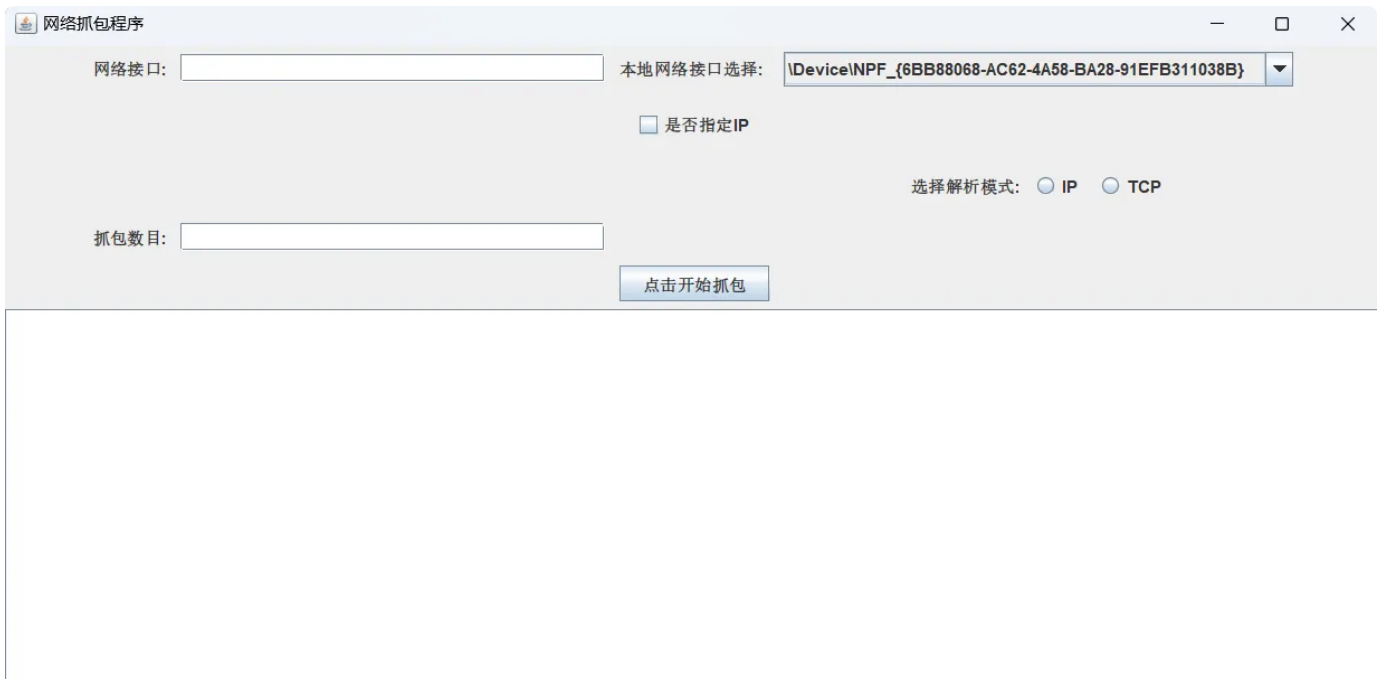 网络抓包程序
网络接口: 本地网络接口选择: \Device\NPF_{6BB88068-AC62-4A58-BA28-91EFB311038B}
是否指定IP
选择解析模式: IP TCP
抓包数目:
点击开始抓包